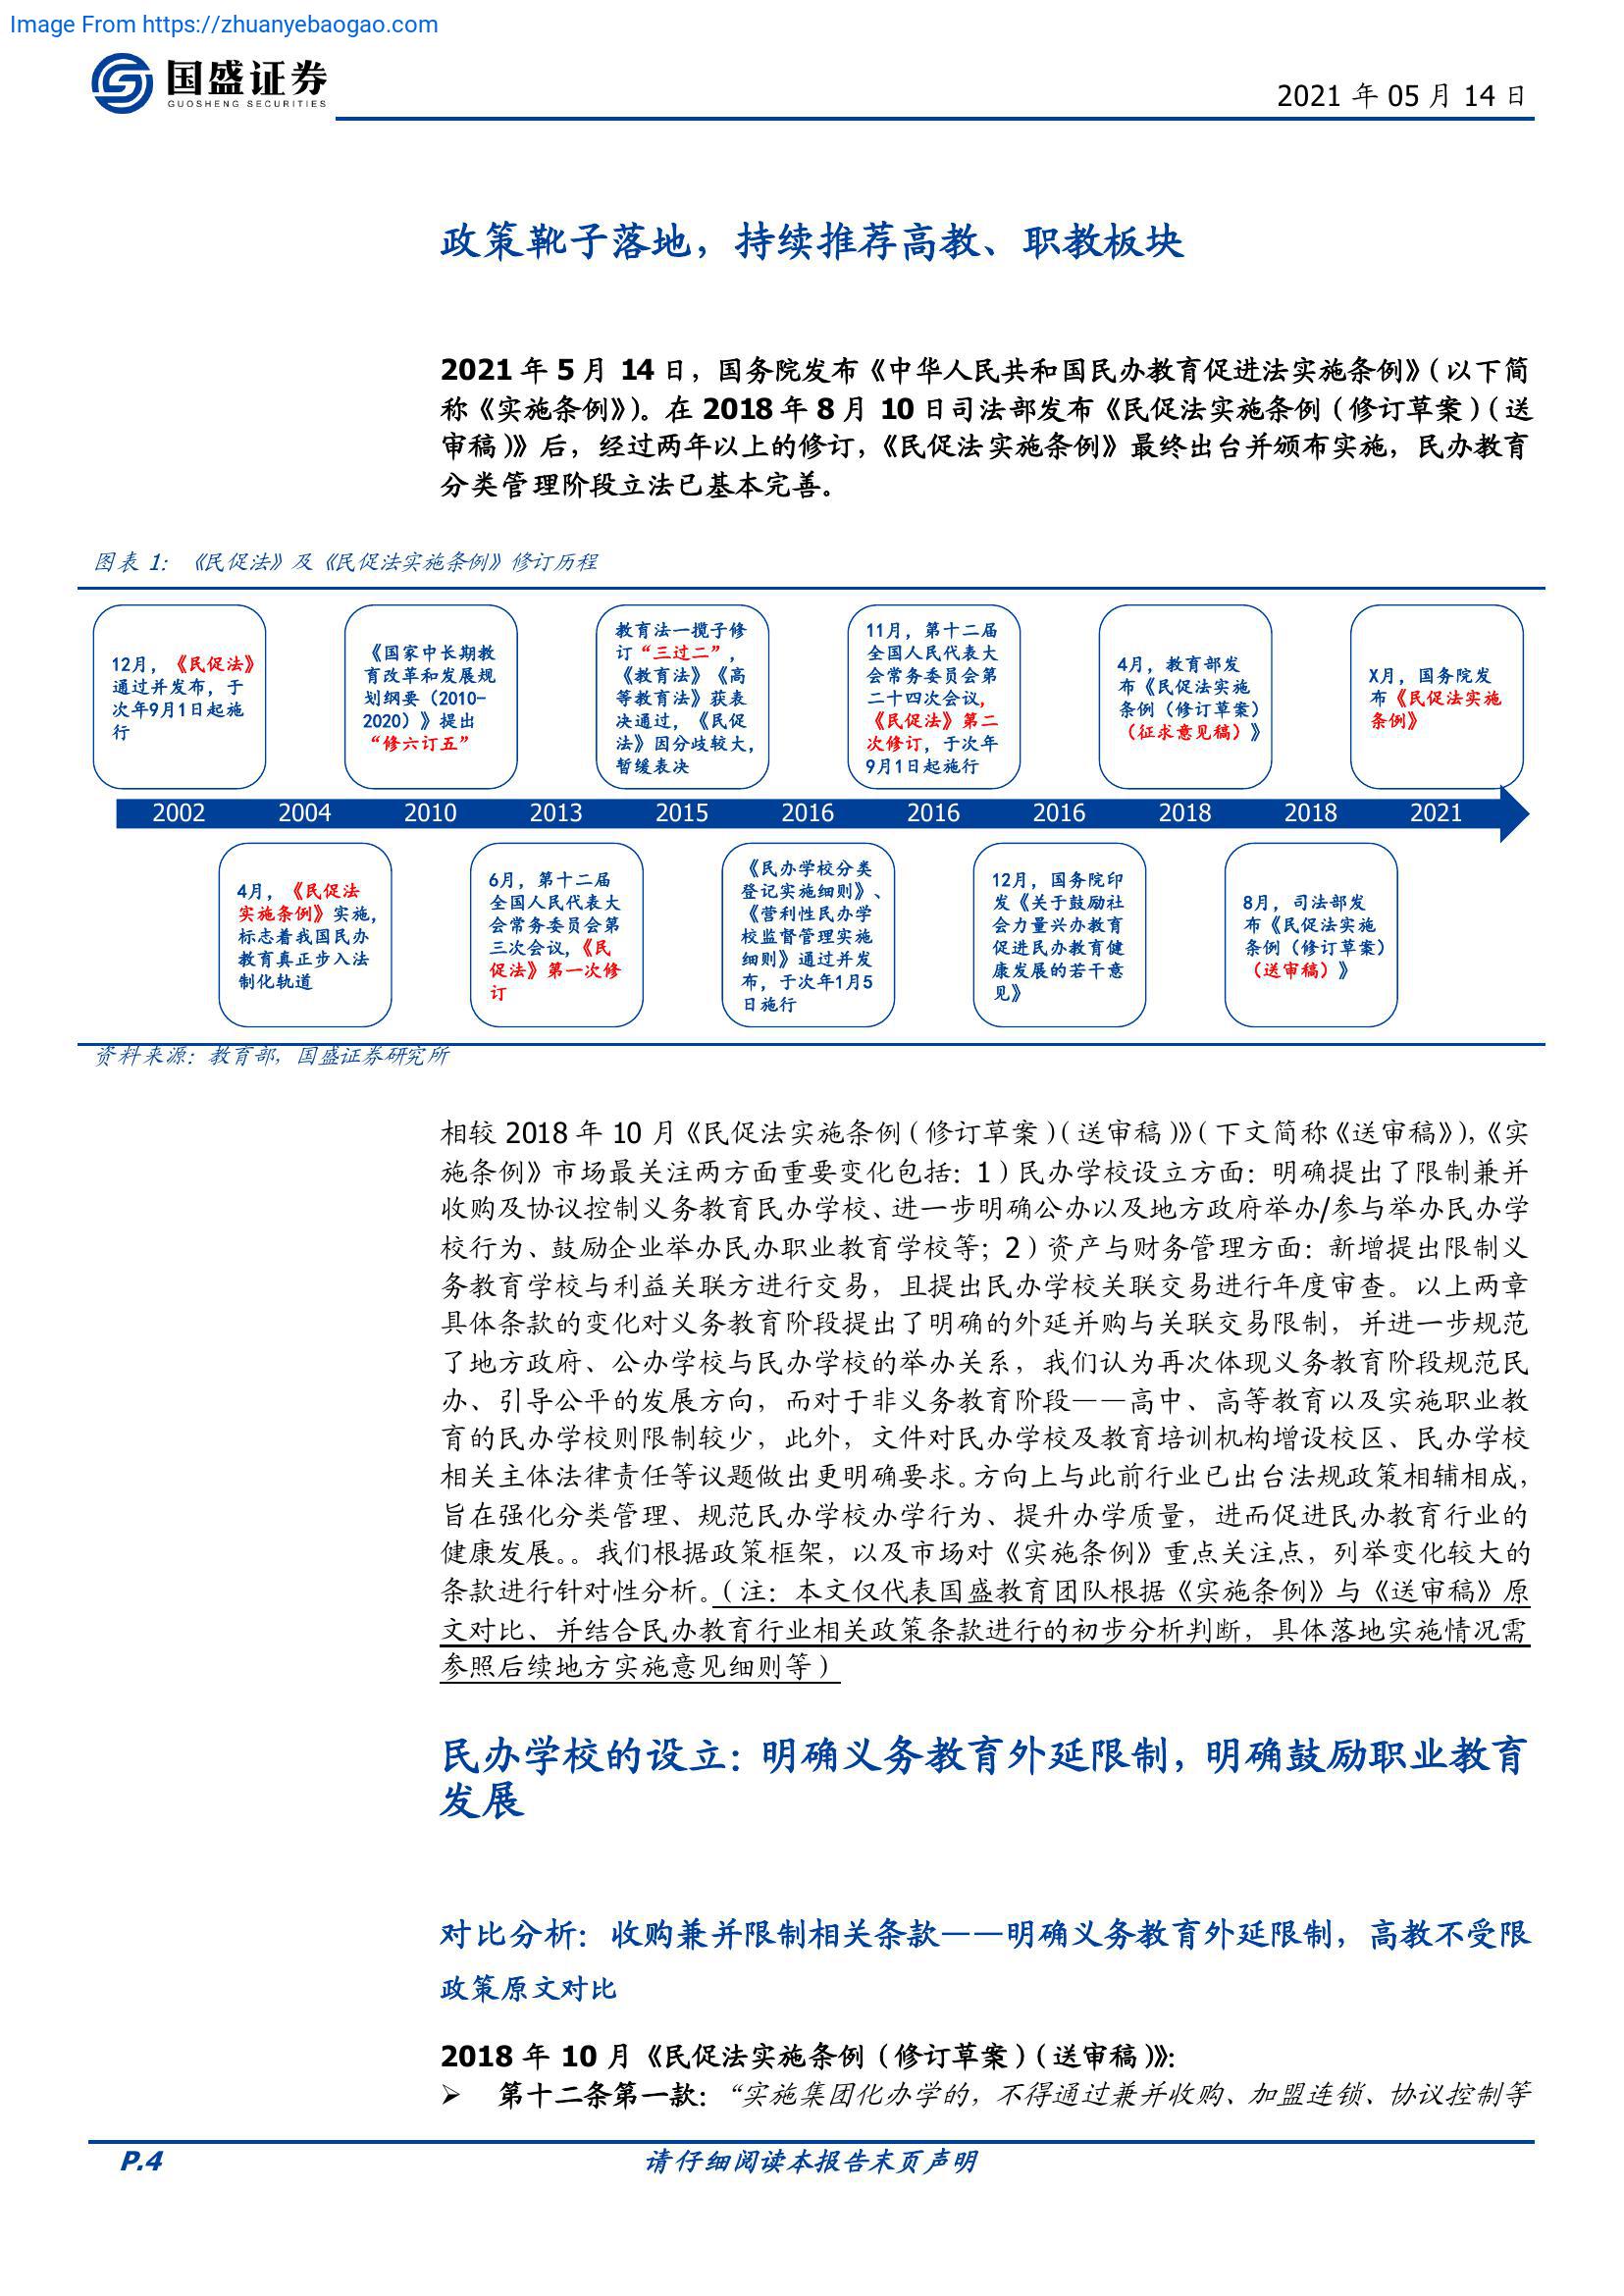 Image From https://zhuanyebaogao.com
国盛证券
GUOSHENG SECURITIES
2021 年 05 月 14 日
政策靴子落地，持续推荐高教、职教板块
2021 年 5 月 14 日，国务院发布《中华人民共和国民办教育促进法实施条例》（以下简
称《实施条例》）。在 2018 年 8 月 10 日司法部发布《民促法实施条例（修订草案）（送
审稿）》后，经过两年以上的修订，《民促法实施条例》最终出台并颁布实施，民办教育
分类管理阶段立法已基本完善。
图表 1: 《民促法》及《民促法实施条例》修订历程
12月，《民促法》
通过并发布，于
次年9月1日起施
行
《国家中长期教
育改革和发展规
划纲要（2010-
2020）》提出
“修六订五”
教育法一揽子修
订“三过二”，
《教育法》《高
等教育法》获表
决通过，《民促
法》因分歧较大，
暂缓表决
11月，第十二届
全国人民代表大
会常务委员会第
二十四次会议，
《民促法》第二
次修订，于次年
9月1日起施行
4月，教育部发
布《民促法实施
条例（修订草案）
（征求意见稿）》
X月，国务院发
布《民促法实施
条例》
2002 2004 2010 2013 2015 2016 2016 2016 2018 2018 2021
4月，《民促法
实施条例》实施，
标志着我国民办
教育真正步入法
制化轨道
6月，第十二届
全国人民代表大
会常务委员会第
三次会议，《民
促法》第一次修
订
《民办学校分类
登记实施细则》、
《营利性民办学
校监督管理实施
细则》通过并发
布，于次年1月5
日施行
12月，国务院印
发《关于鼓励社
会力量兴办教育
促进民办教育健
康发展的若干意
见》
8月，司法部发
布《民促法实施
条例（修订草案）
（送审稿）》
资料来源：教育部，国盛证券研究所
相较 2018 年 10 月《民促法实施条例（修订草案）（送审稿）》（下文简称《送审稿》），《实
施条例》市场最关注两方面重要变化包括：1）民办学校设立方面：明确提出了限制兼并
收购及协议控制义务教育民办学校、进一步明确公办以及地方政府举办/参与举办民办学
校行为、鼓励企业举办民办职业教育学校等；2）资产与财务管理方面：新增提出限制义
务教育学校与利益关联方进行交易，且提出民办学校关联交易进行年度审查。以上两章
具体条款的变化对义务教育阶段提出了明确的外延并购与关联交易限制，并进一步规范
了地方政府、公办学校与民办学校的举办关系，我们认为再次体现义务教育阶段规范民
办、引导公平的发展方向，而对于非义务教育阶段——高中、高等教育以及实施职业教
育的民办学校则限制较少，此外，文件对民办学校及教育培训机构增设校区、民办学校
相关主体法律责任等议题做出更明确要求。方向上与此前行业已出台法规政策相辅相成，
旨在强化分类管理、规范民办学校办学行为、提升办学质量，进而促进民办教育行业的
健康发展。。我们根据政策框架，以及市场对《实施条例》重点关注点，列举变化较大的
条款进行针对性分析。（注：本文仅代表国盛教育团队根据《实施条例》与《送审稿》原
文对比、并结合民办教育行业相关政策条款进行的初步分析判断，具体落地实施情况需
参照后续地方实施意见细则等）
民办学校的设立：明确义务教育外延限制，明确鼓励职业教育
发展
对比分析：收购兼并限制相关条款——明确义务教育外延限制，高教不受限
政策原文对比
2018 年 10 月《民促法实施条例（修订草案）（送审稿）》：
➢ 第十二条第一款：“实施集团化办学的，不得通过兼并收购、加盟连锁、协议控制等
P.4
请仔细阅读本报告末页声明